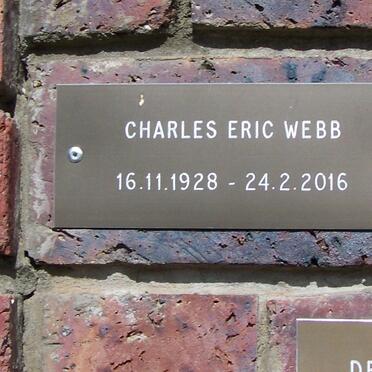 CHARLES ERIC WEBB
16.11.1928 - 24.2.2016